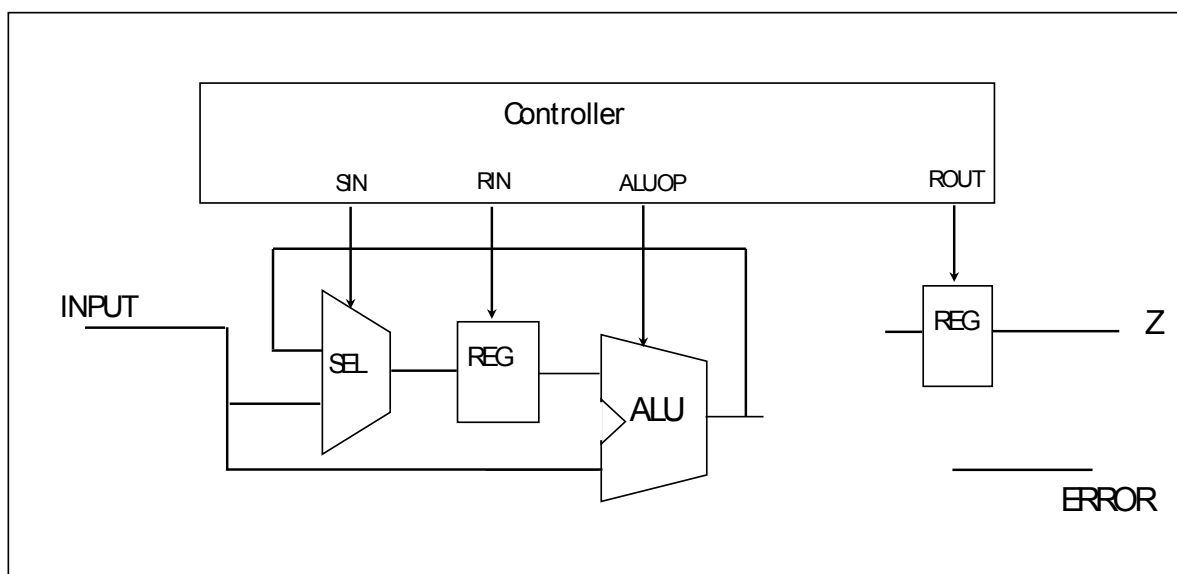 Controller
SIN RIN ALUOP ROUT
INPUT
SEL
REG
ALU
REG
Z
ERROR